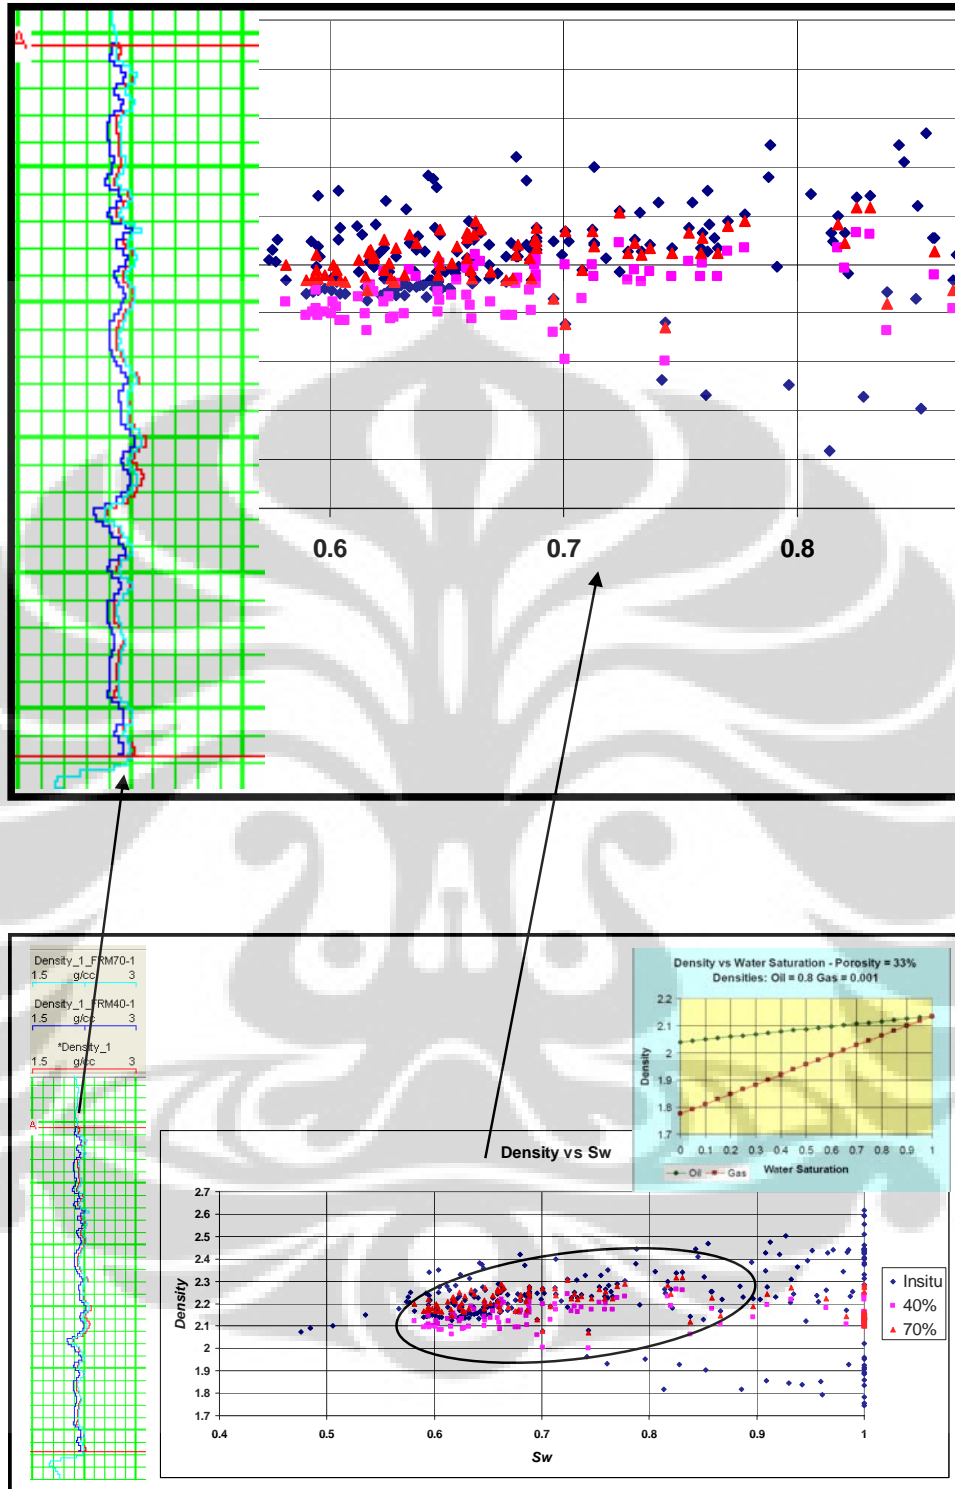 A
0.6
0.7
0.8
Density_1_FRM70-1
1.5 g/cc 3
Density_1_FRM40-1
1.5 g/cc 3
*Density_1
1.5 g/cc 3
A
Density vs Water Saturation - Porosity = 33%
Densities: Oil = 0.8 Gas = 0.001
2.2
2.1
2
1.9
1.8
1.7
Density
0 0.1 0.2 0.3 0.4 0.5 0.6 0.7 0.8 0.9 1
Oil Gas Water Saturation
Density vs Sw
2.7
2.6
2.5
2.4
2.3
2.2
2.1
2
1.9
1.8
1.7
Density
0.4 0.5 0.6 0.7 0.8 0.9 1
Sw
Insitu
40%
70%